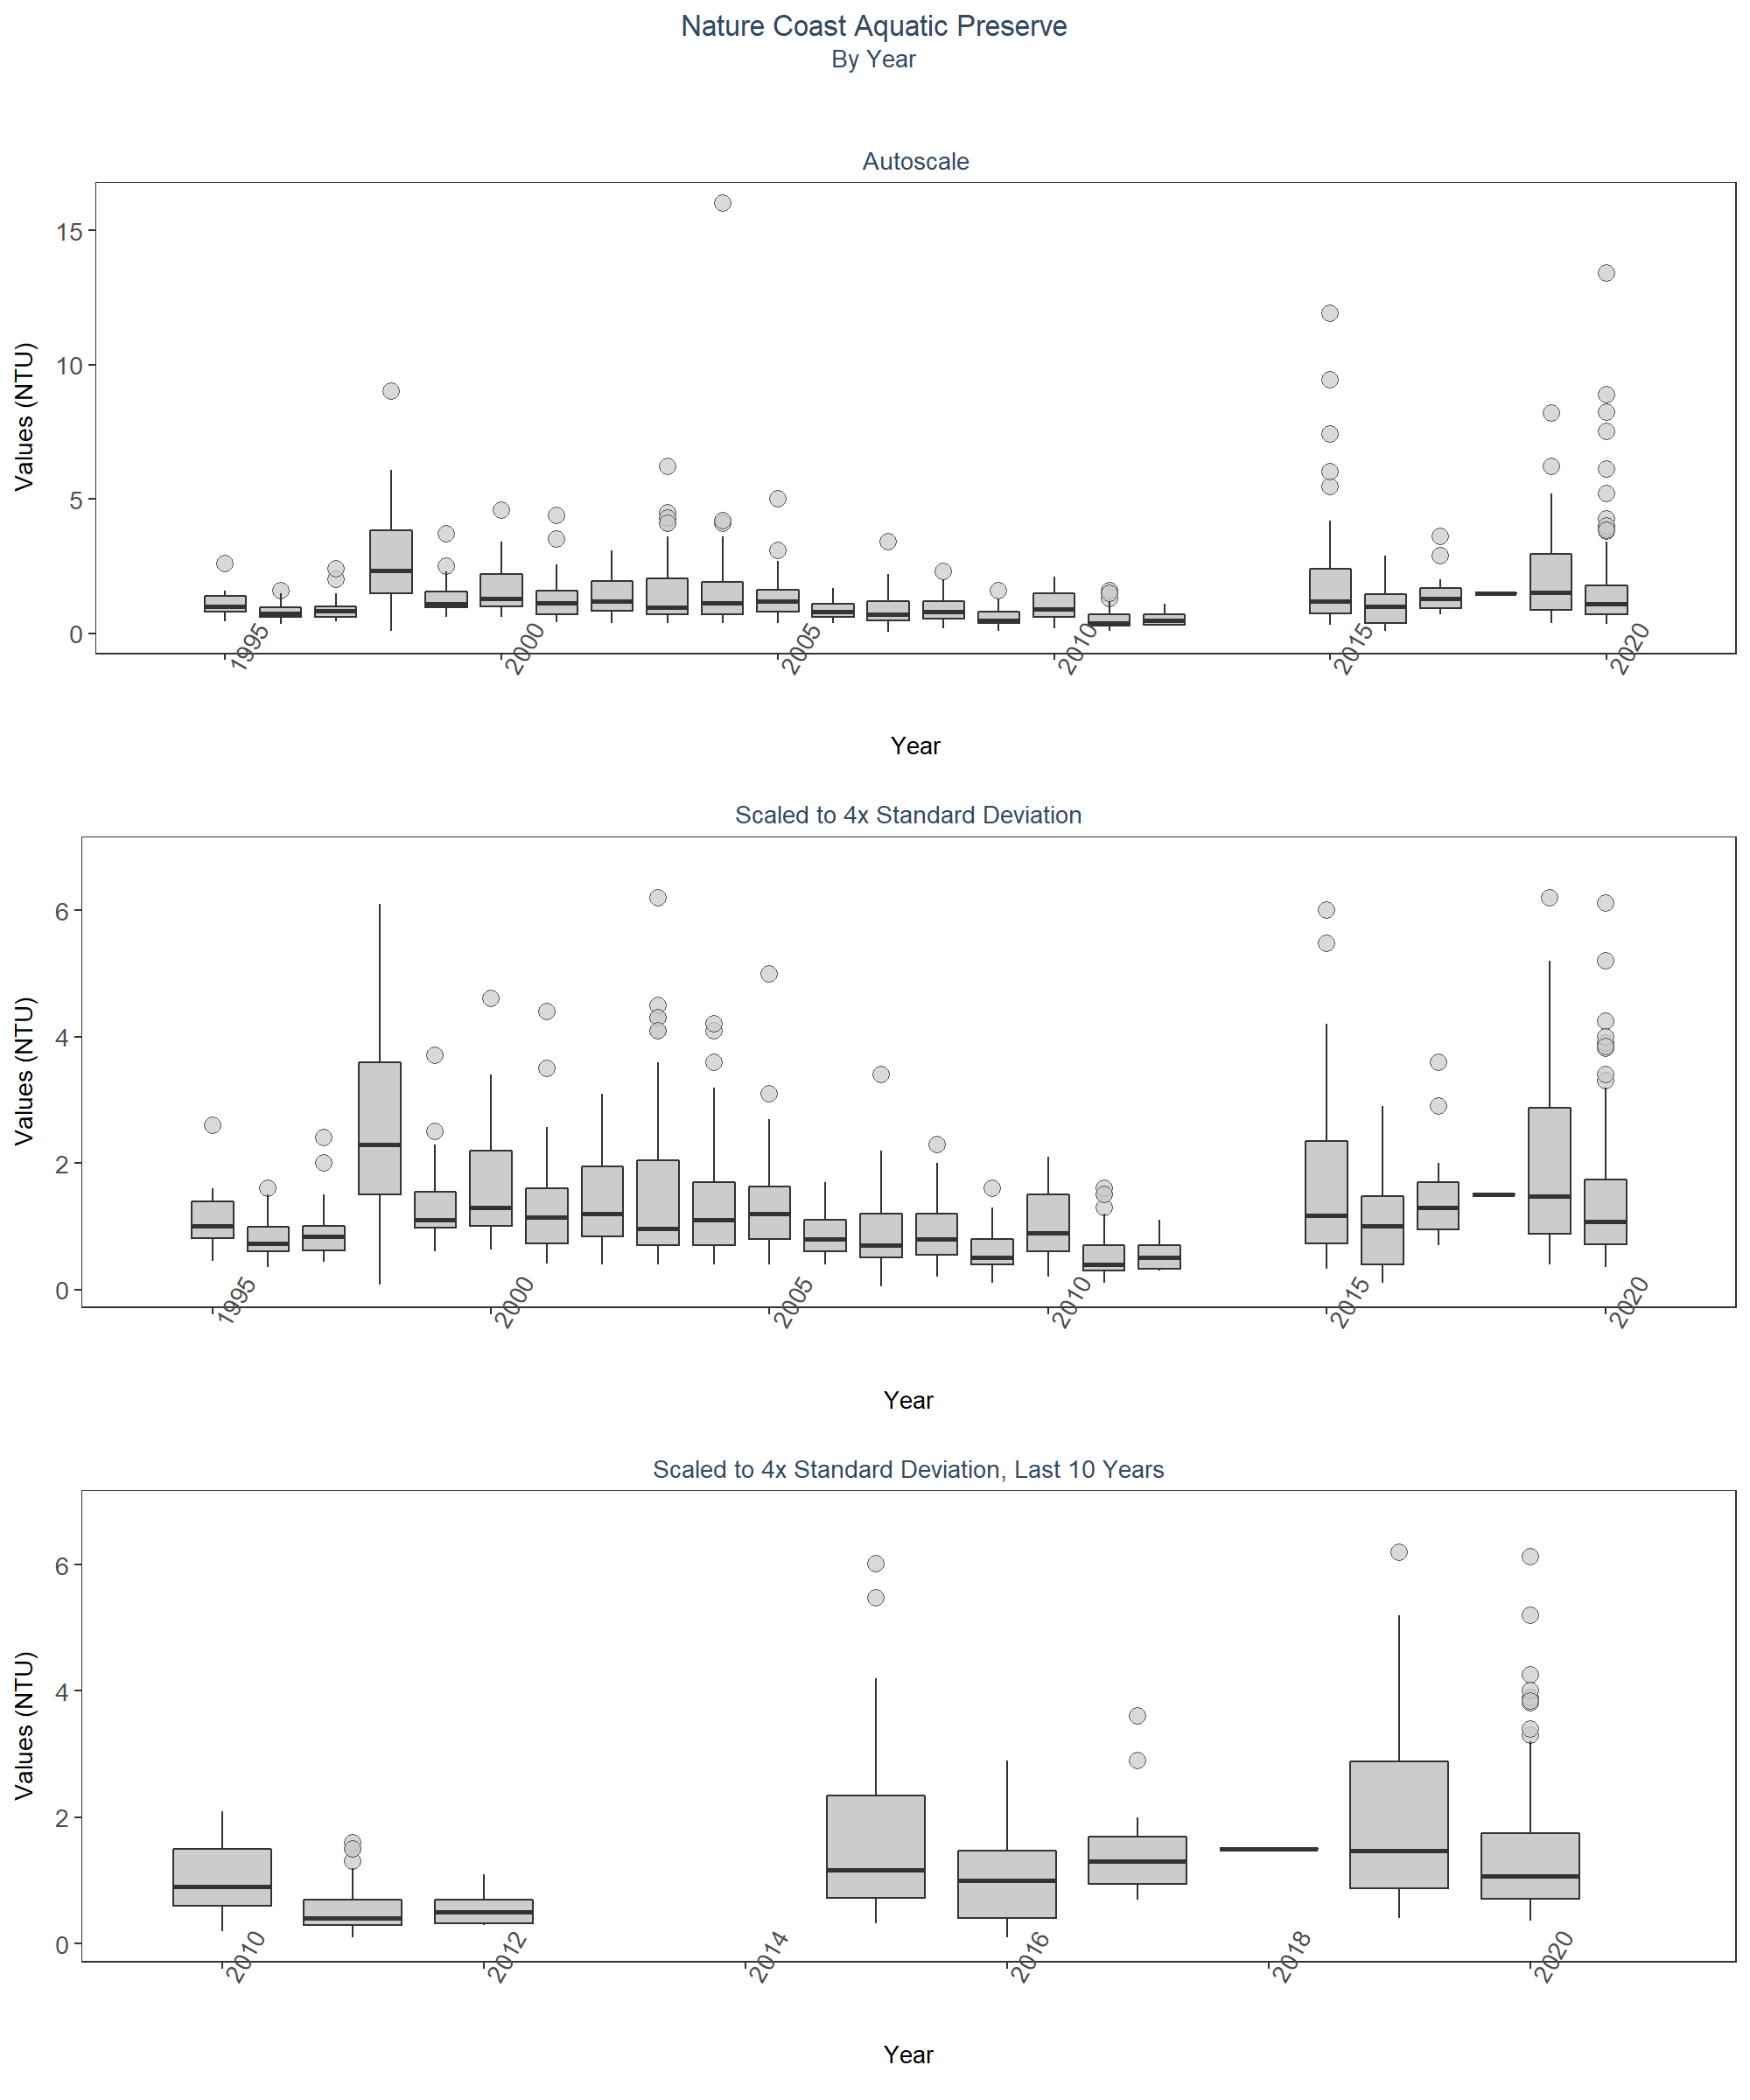 Nature Coast Aquatic Preserve
By Year
Autoscale
Values (NTU)
15
10
5
0
1995
2000
2005
2010
2015
2020
Year
Scaled to 4x Standard Deviation
Values (NTU)
6
4
2
0
1995
2000
2005
2010
2015
2020
Year
Scaled to 4x Standard Deviation, Last 10 Years
Values (NTU)
6
4
2
0
2010
2012
2014
2016
2018
2020
Year